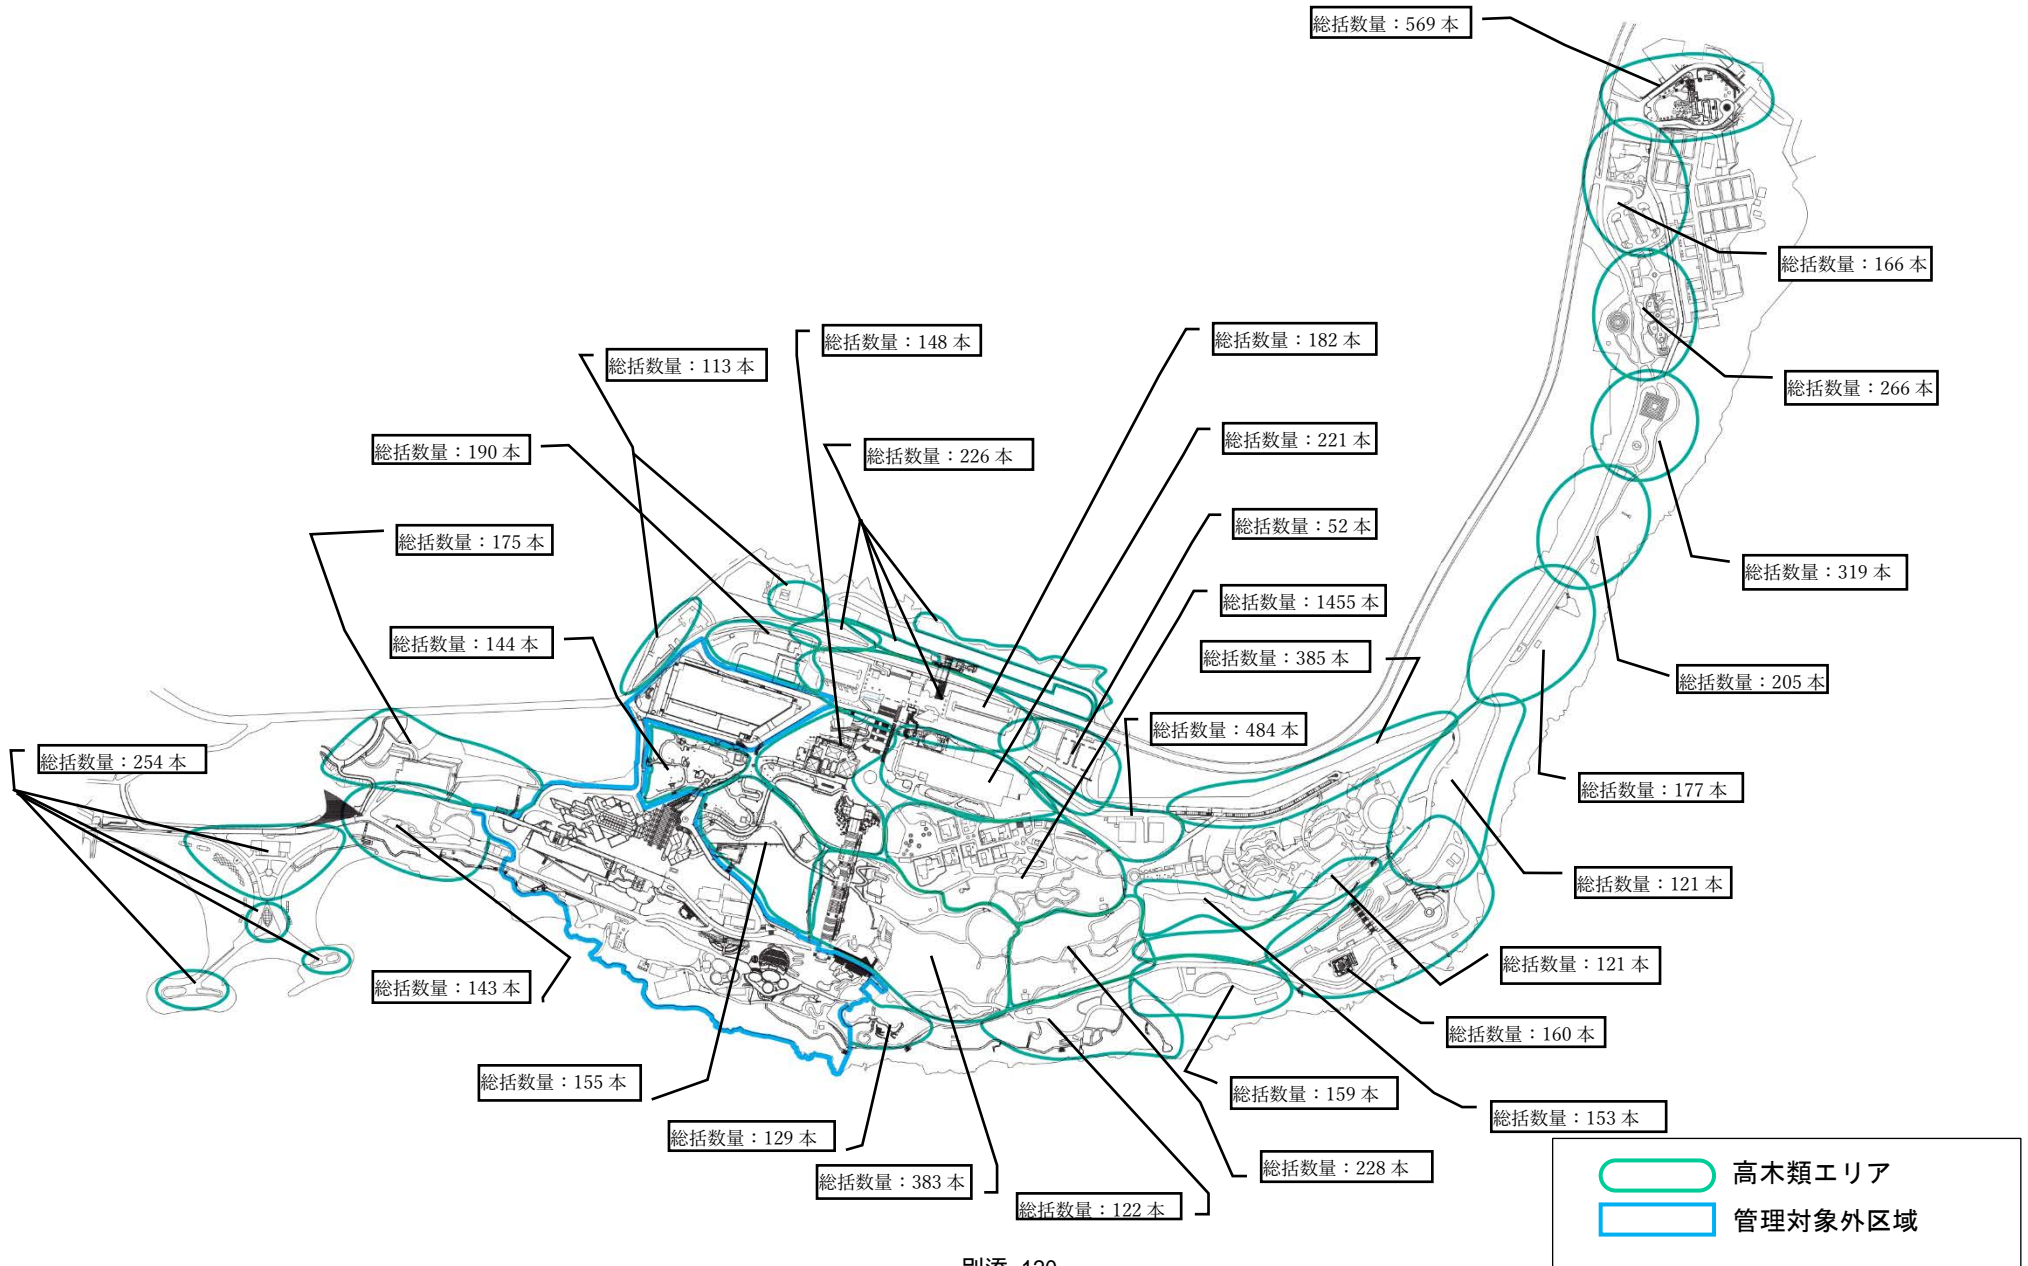 総括数量：569 本
総括数量：166 本
総括数量：148 本
総括数量：182 本
総括数量：113 本
総括数量：266 本
総括数量：190 本
総括数量：226 本
総括数量：221 本
総括数量：175 本
総括数量：52 本
総括数量：319 本
総括数量：1455 本
総括数量：144 本
総括数量：385 本
総括数量：205 本
総括数量：484 本
総括数量：254 本
総括数量：177 本
総括数量：121 本
総括数量：121 本
総括数量：143 本
総括数量：160 本
総括数量：155 本
総括数量：159 本
総括数量：153 本
総括数量：129 本
総括数量：228 本
総括数量：383 本
総括数量：122 本
高木類エリア
管理対象外区域